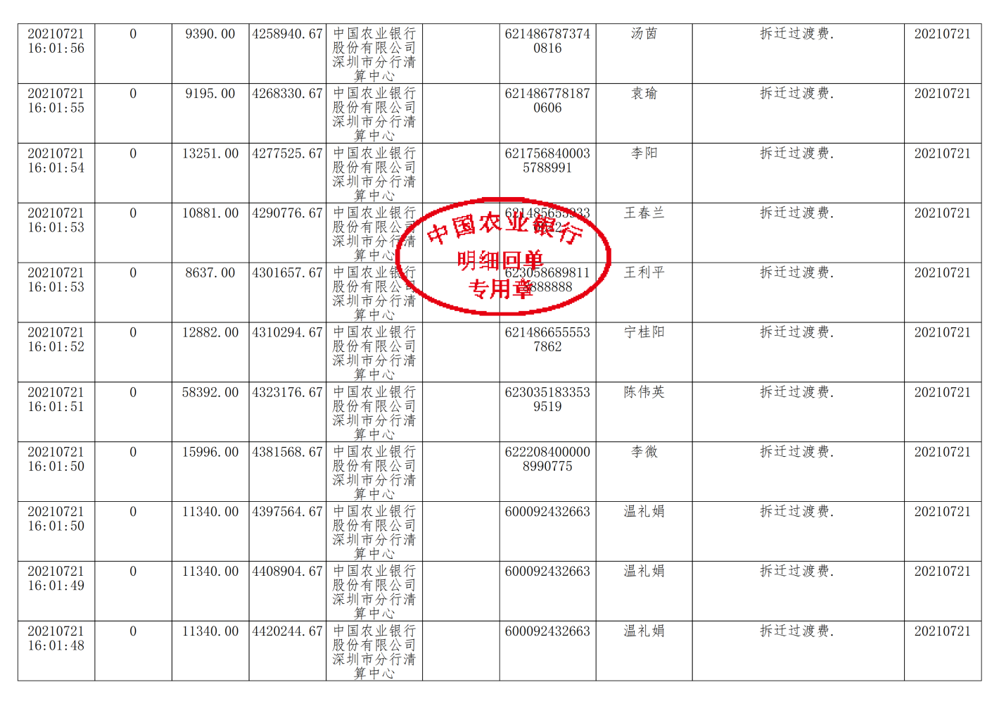 20210721 0 9390.00 4258940.67 中国农业银行 621486787374 汤茵 拆迁过渡费. 20210721
16:01:56 股份有限公司 0816
深圳市分行清
算中心
20210721 0 9195.00 4268330.67 中国农业银行 621486778187 袁瑜 拆迁过渡费. 20210721
16:01:55 股份有限公司 0606
深圳市分行清
算中心
20210721 0 13251.00 4277525.67 中国农业银行 621756840003 李阳 拆迁过渡费. 20210721
16:01:54 股份有限公司 5788991
深圳市分行清
算中心
20210721 0 10881.00 4290776.67 中国农业银行 王春兰 拆迁过渡费. 20210721
16:01:53 股份有限公司
深圳市分行清
算中心
中国农业银行
明细回单
专用章
20210721 0 8637.00 4301657.67 中国农业银行 623058689811 王利平 拆迁过渡费. 20210721
16:01:53 股份有限公司
深圳市分行清
算中心
20210721 0 12882.00 4310294.67 中国农业银行 621486655553 宁桂阳 拆迁过渡费. 20210721
16:01:52 股份有限公司 7862
深圳市分行清
算中心
20210721 0 58392.00 4323176.67 中国农业银行 623035183353 陈伟英 拆迁过渡费. 20210721
16:01:51 股份有限公司 9519
深圳市分行清
算中心
20210721 0 15996.00 4381568.67 中国农业银行 622208400000 李微 拆迁过渡费. 20210721
16:01:50 股份有限公司 8990775
深圳市分行清
算中心
20210721 0 11340.00 4397564.67 中国农业银行 600092432663 温礼娟 拆迁过渡费. 20210721
16:01:50 股份有限公司
深圳市分行清
算中心
20210721 0 11340.00 4408904.67 中国农业银行 600092432663 温礼娟 拆迁过渡费. 20210721
16:01:49 股份有限公司
深圳市分行清
算中心
20210721 0 11340.00 4420244.67 中国农业银行 600092432663 温礼娟 拆迁过渡费. 20210721
16:01:48 股份有限公司
深圳市分行清
算中心